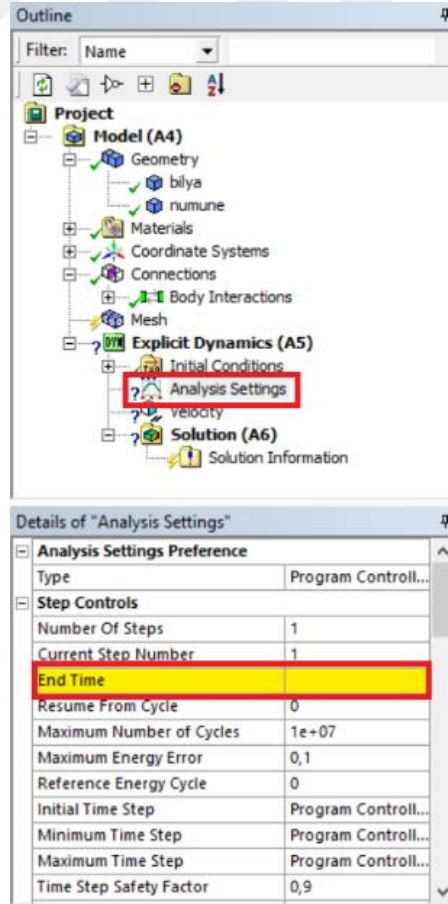 Outline
Filter: Name
Project
Model (A4)
Geometry
bilya
numune
Materials
Coordinate Systems
Connections
Body Interactions
Mesh
Explicit Dynamics (A5)
Initial Conditions
Analysis Settings
Velocity
Solution (A6)
Solution Information
Details of "Analysis Settings"
Analysis Settings Preference
Type Program Controll...
Step Controls
Number Of Steps 1
Current Step Number 1
End Time
Resume From Cycle 0
Maximum Number of Cycles 1e+07
Maximum Energy Error 0,1
Reference Energy Cycle 0
Initial Time Step Program Controll...
Minimum Time Step Program Controll...
Maximum Time Step Program Controll...
Time Step Safety Factor 0,9